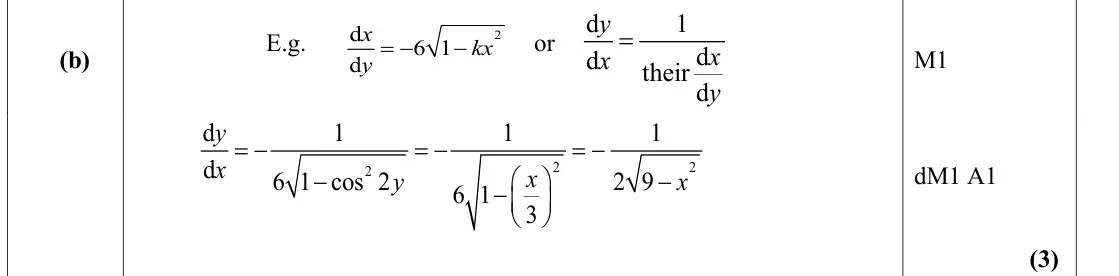 (b) E.g. dx/dy = −6√(1 − kx²) or dy/dx = 1/(their dx/dy) M1
dy/dx = −1/(6√(1 − cos² 2y)) = −1/(6√(1 − (x/3)²)) = −1/(2√(9 − x²)) dM1 A1
(3)